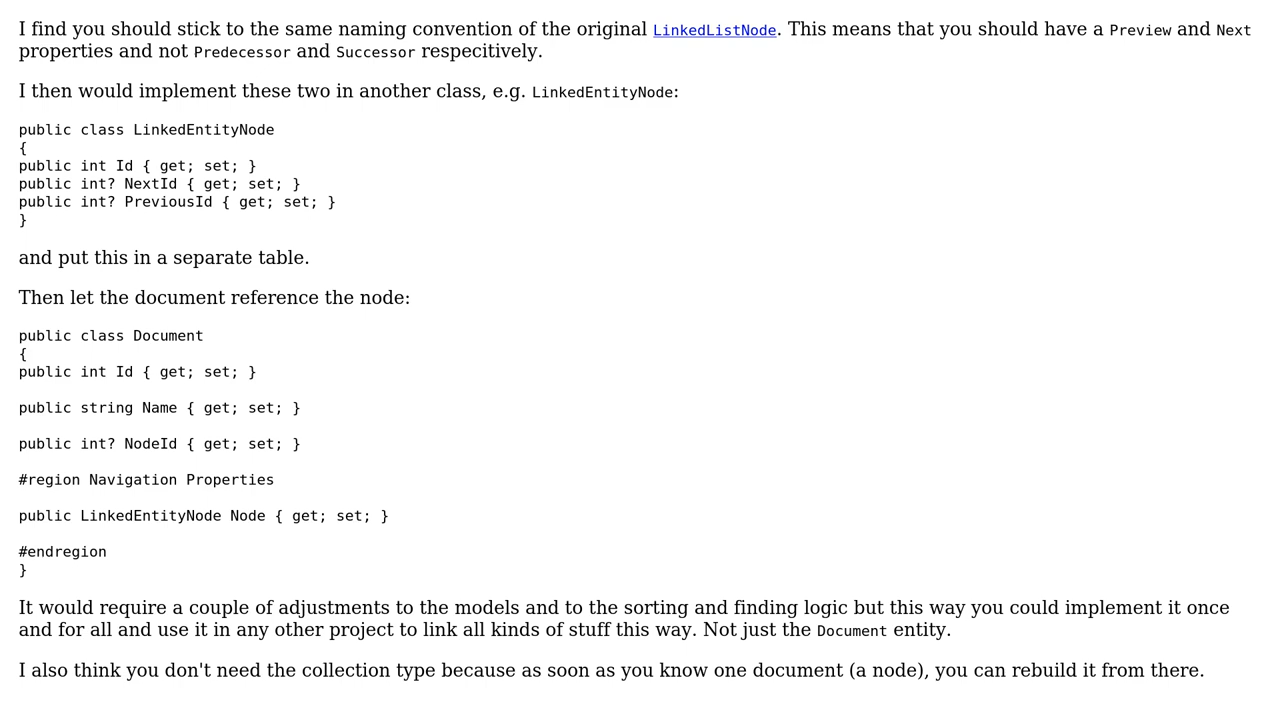 I find you should stick to the same naming convention of the original LinkedListNode. This means that you should have a Preview and Next
properties and not Predecessor and Successor respecitively.
I then would implement these two in another class, e.g. LinkedEntityNode:
public class LinkedEntityNode
{
public int Id { get; set; }
public int? NextId { get; set; }
public int? PreviousId { get; set; }
}
and put this in a separate table.
Then let the document reference the node:
public class Document
{
public int Id { get; set; }
public string Name { get; set; }
public int? NodeId { get; set; }
#region Navigation Properties
public LinkedEntityNode Node { get; set; }
#endregion
}
It would require a couple of adjustments to the models and to the sorting and finding logic but this way you could implement it once
and for all and use it in any other project to link all kinds of stuff this way. Not just the Document entity.
I also think you don't need the collection type because as soon as you know one document (a node), you can rebuild it from there.